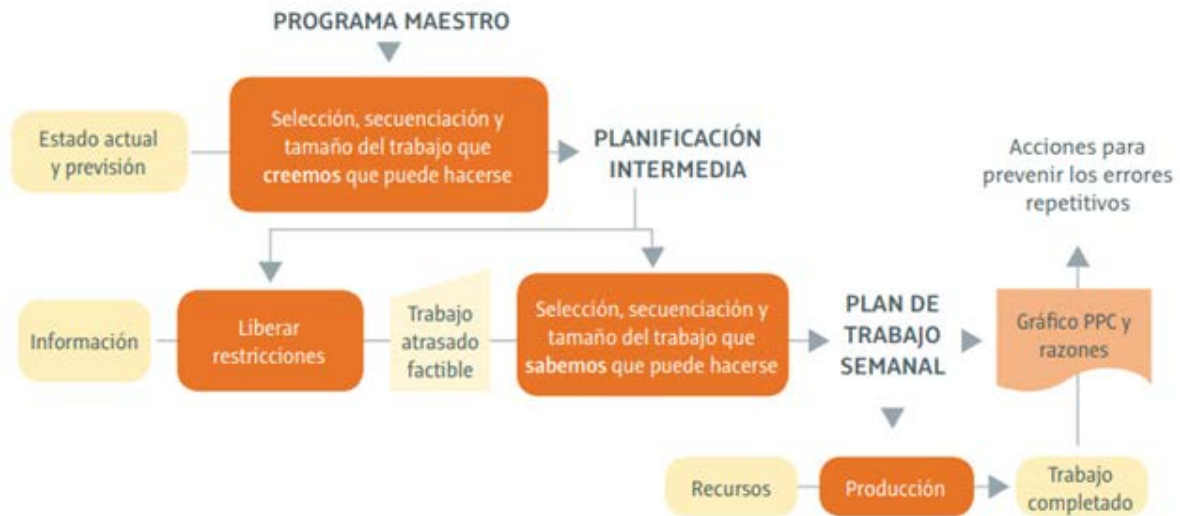 PROGRAMA MAESTRO
Estado actual
y previsión
Selección, secuenciación y
tamaño del trabajo que
creemos que puede hacerse
PLANIFICACIÓN
INTERMEDIA
Acciones para
prevenir los errores
repetitivos
Información
Liberar
restricciones
Trabajo
atrasado
factible
Selección, secuenciación y
tamaño del trabajo que
sabemos que puede hacerse
PLAN DE
TRABAJO
SEMANAL
Gráfico PPC y
razones
Recursos
Producción
Trabajo
completado